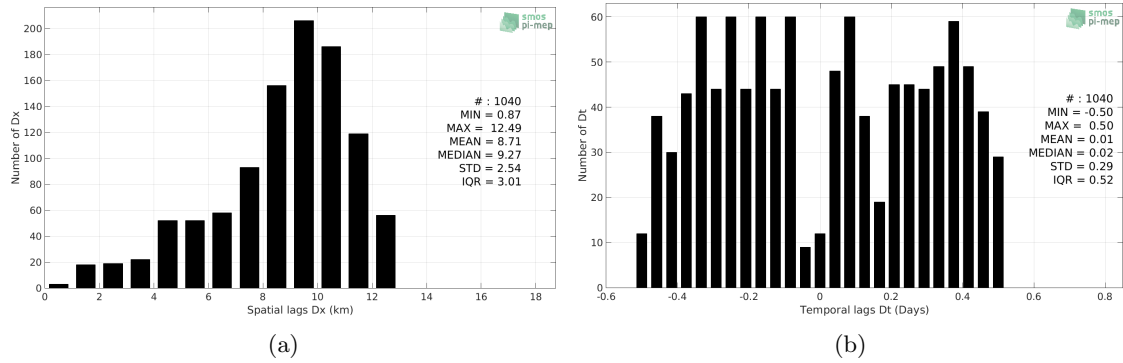 Number of Dx
200
180
160
140
120
100
80
60
40
20
0
0 2 4 6 8 10 12 14 16 18
Spatial lags Dx (km)
smos
pi-mep
# : 1040
MIN = 0.87
MAX = 12.49
MEAN = 8.71
MEDIAN = 9.27
STD = 2.54
IQR = 3.01
(a)
Number of Dt
60
50
40
30
20
10
0
-0.6 -0.4 -0.2 0 0.2 0.4 0.6 0.8
Temporal lags Dt (Days)
smos
pi-mep
# : 1040
MIN = -0.50
MAX = 0.50
MEAN = 0.01
MEDIAN = 0.02
STD = 0.29
IQR = 0.52
(b)